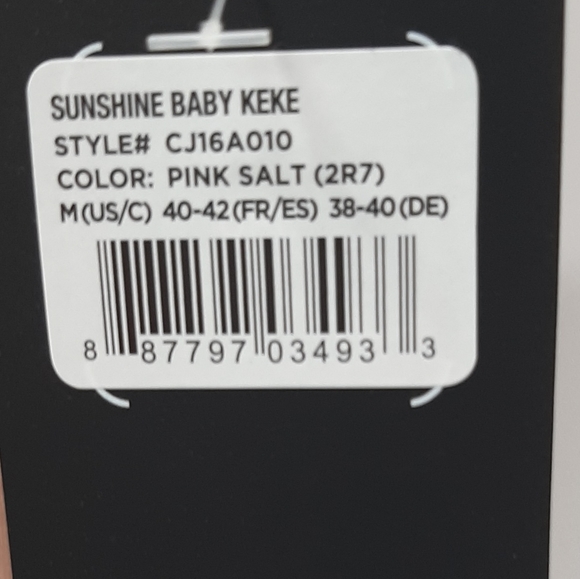 SUNSHINE BABY KEKE
STYLE# CJ16A010
COLOR: PINK SALT (2R7)
M(US/C) 40-42(FR/ES) 38-40(DE)
8 87797 03493 3